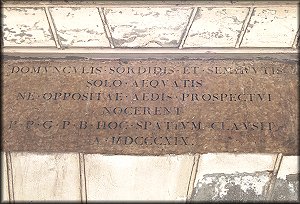 DOMVNCVLIS·SORDIDIS·ET·SEMIRVTIS
SOLO·AEQVATIS
NE·OPPOSITAE·AEDIS·PROSPECTVI
NOCERENT
P·P·G·P·B·HOC·SPATIVM·CLAVSIT
A·MDCCCXIX·